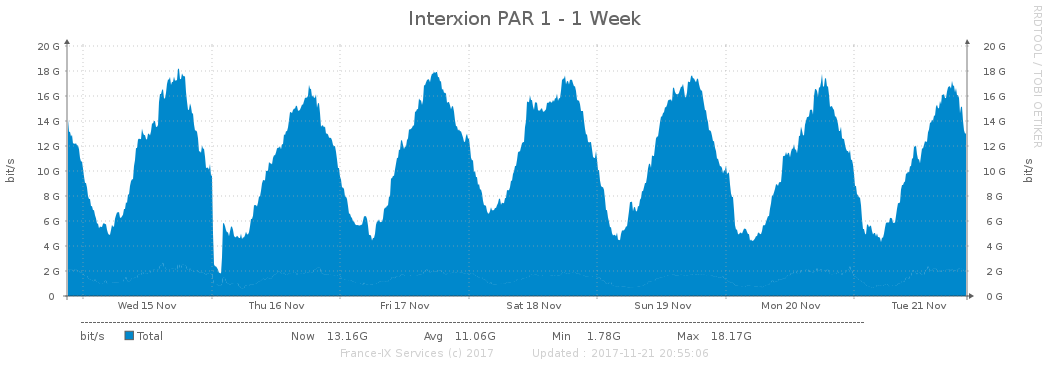 Interxion PAR 1 - 1 Week
RRDTOOL / TOBI OETIKER
20 G 20 G
18 G 18 G
16 G 16 G
14 G 14 G
12 G 12 G
10 G 10 G
8 G 8 G
6 G 6 G
4 G 4 G
2 G 2 G
0 0 G
bit/s bit/s
Wed 15 Nov Thu 16 Nov Fri 17 Nov Sat 18 Nov Sun 19 Nov Mon 20 Nov Tue 21 Nov
bit/s Total Now 13.16G Avg 11.06G Min 1.78G Max 18.17G
France-IX Services (c) 2017 Updated : 2017-11-21 20:55:06